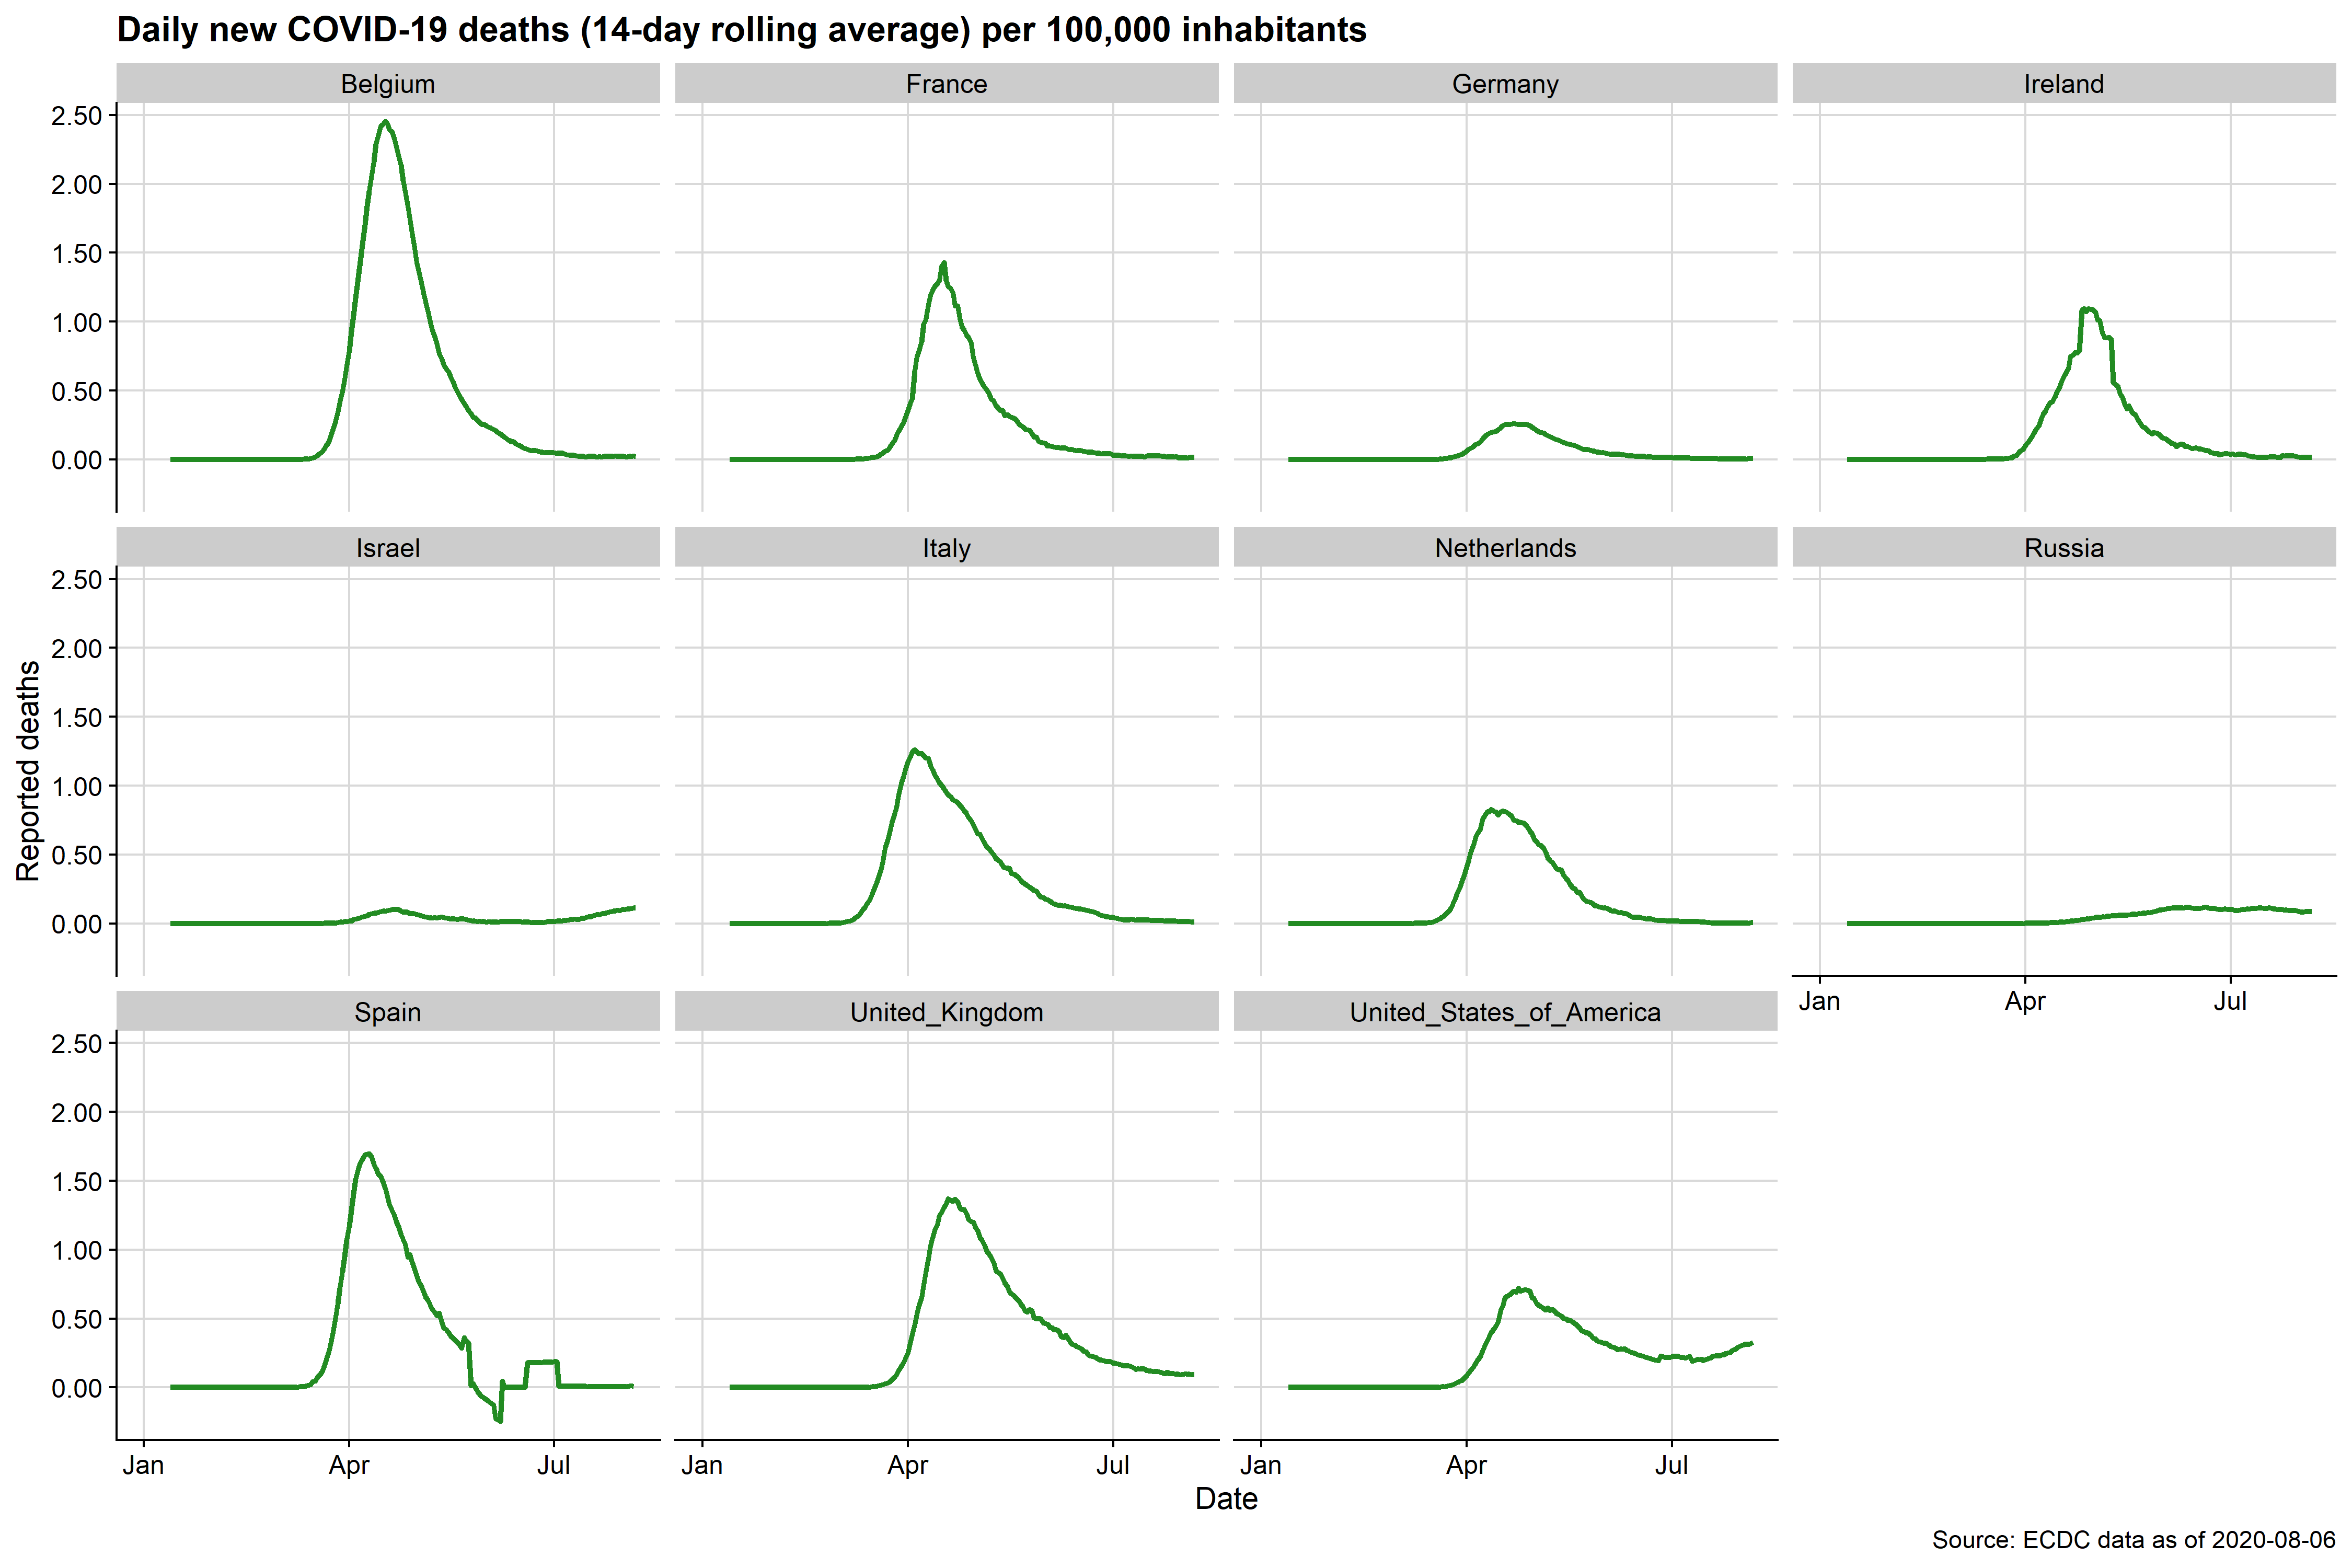 Daily new COVID-19 deaths (14-day rolling average) per 100,000 inhabitants
Belgium France Germany Ireland
2.50
2.00
1.50
1.00
0.50
0.00
Israel Italy Netherlands Russia
2.50
2.00
1.50
1.00
0.50
0.00
Reported deaths
Jan Apr Jul
Spain United_Kingdom United_States_of_America
2.50
2.00
1.50
1.00
0.50
0.00
Jan Apr Jul Jan Apr Jul Jan Apr Jul
Date
Source: ECDC data as of 2020-08-06